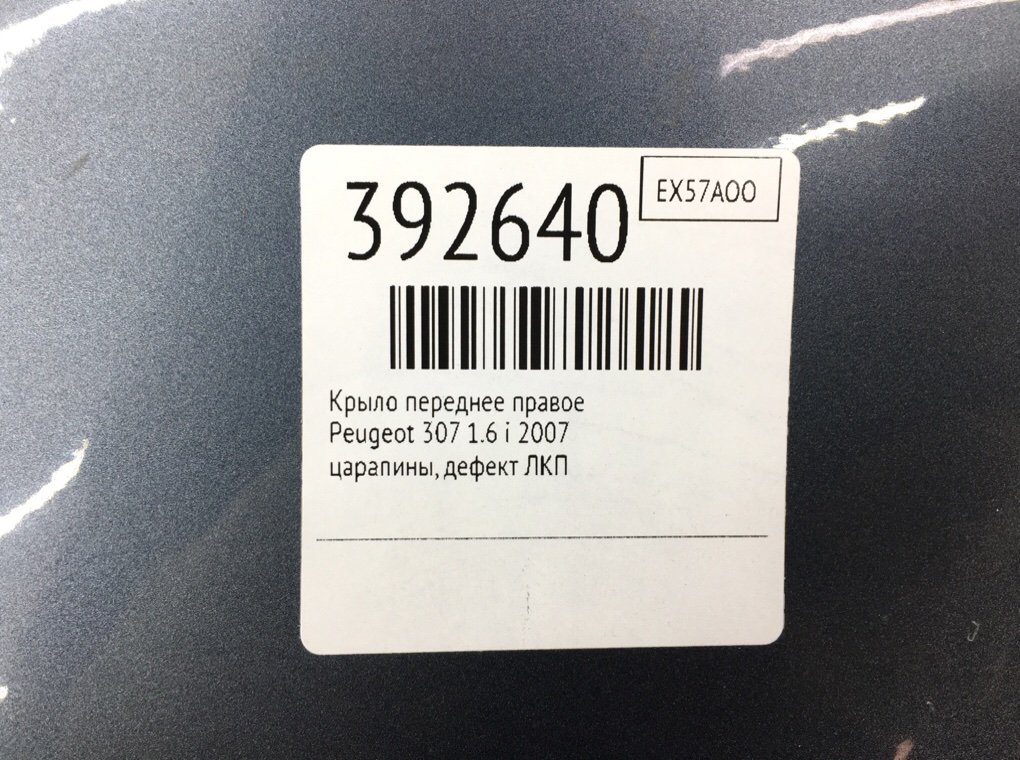 392640
EX57A00
Крыло переднее правое
Peugeot 307 1.6 i 2007
царапины, дефект ЛКП